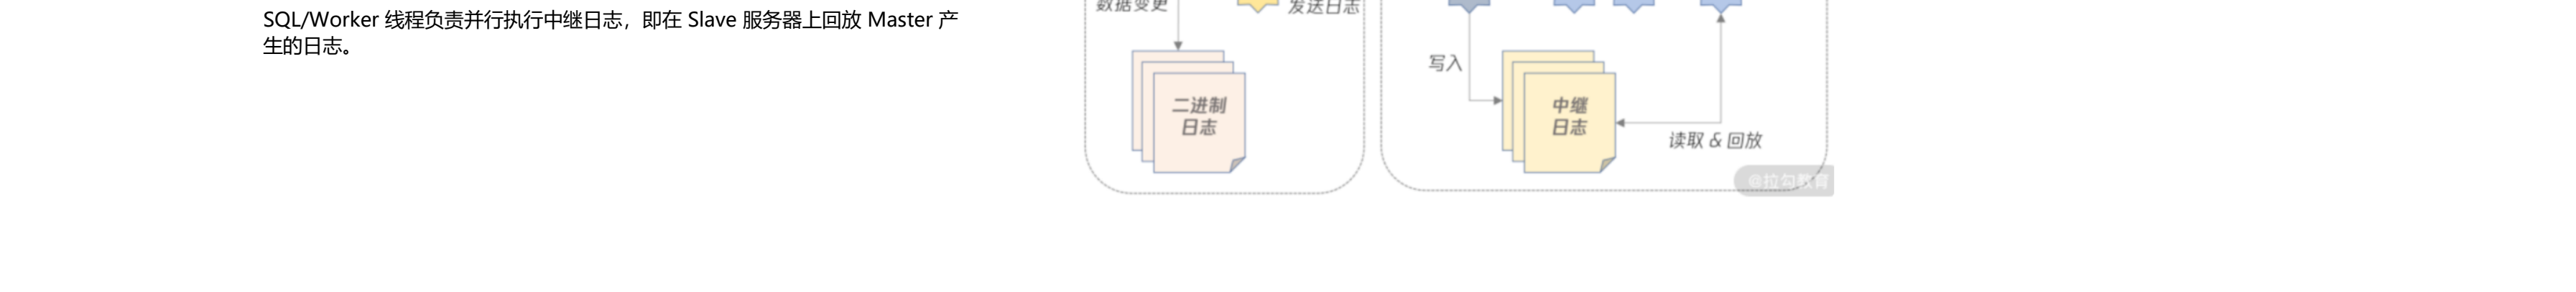 SQL/Worker 线程负责并行执行中继日志，即在 Slave 服务器上回放 Master 产
生的日志。
数据变更
发送日志
写入
二进制
日志
中继
日志
读取 & 回放
@拉勾教育